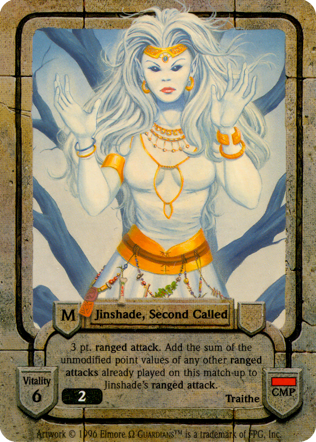 M Jinshade, Second Called
3 pt. ranged attack. Add the sum of the
unmodified point values of any other ranged
attacks already played on this match-up to
Jinshade's ranged attack.
Traithe
Vitality
6
2
CMP
Artwork © 1996 Elmore Ω GUARDIANS™ is a trademark of FPG, Inc.